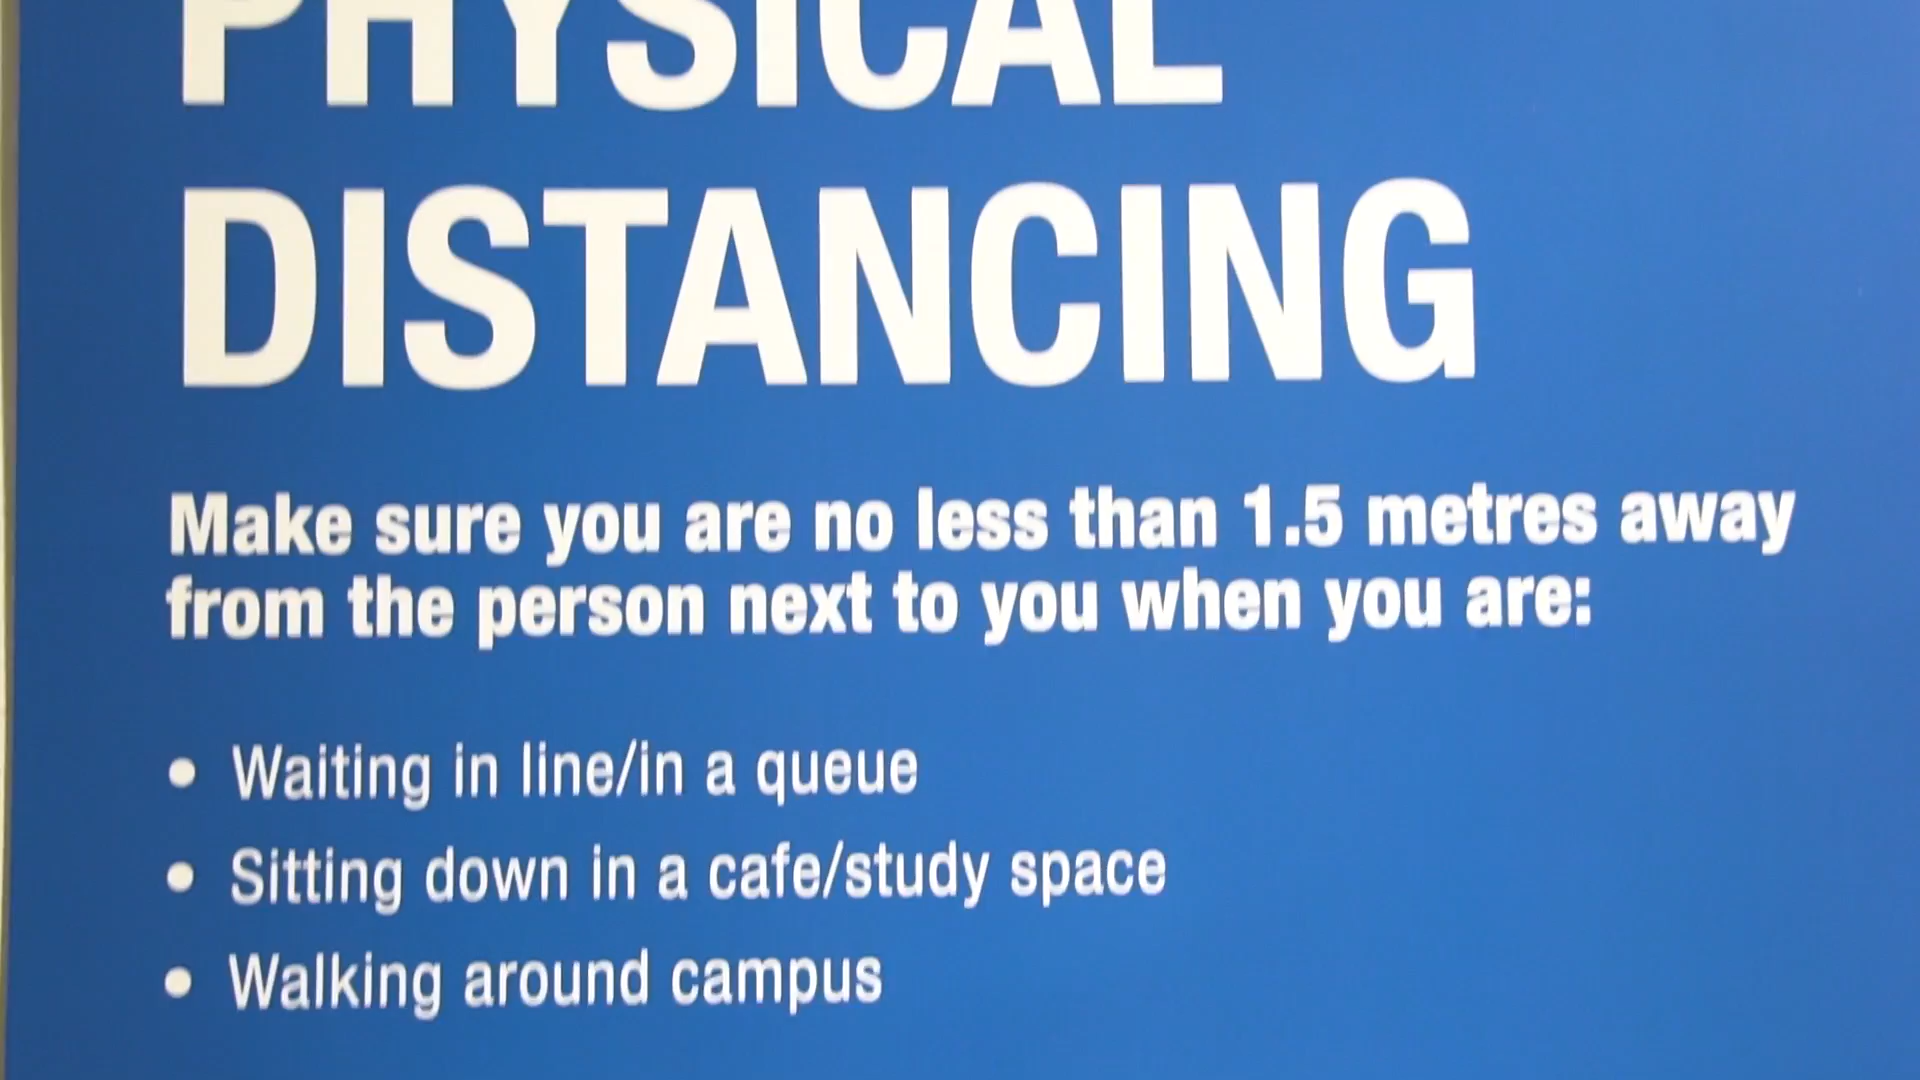 PHYSICAL
DISTANCING
Make sure you are no less than 1.5 metres away
from the person next to you when you are:
• Waiting in line/in a queue
• Sitting down in a cafe/study space
• Walking around campus